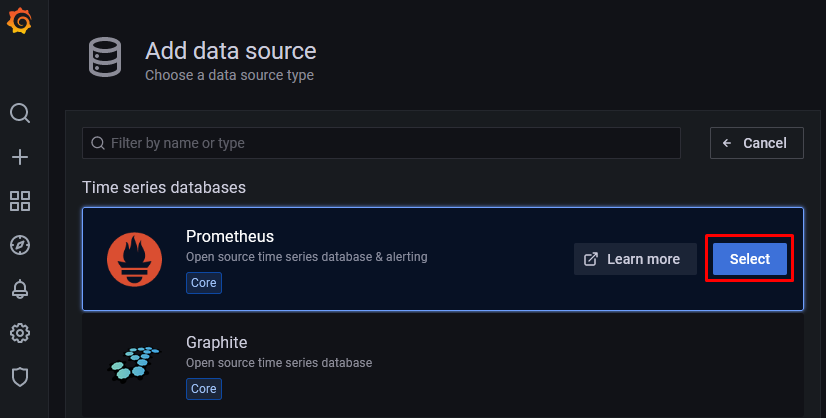 Add data source
Choose a data source type
Filter by name or type
Cancel
Time series databases
Prometheus
Open source time series database & alerting
Core
Learn more
Select
Graphite
Open source time series database
Core